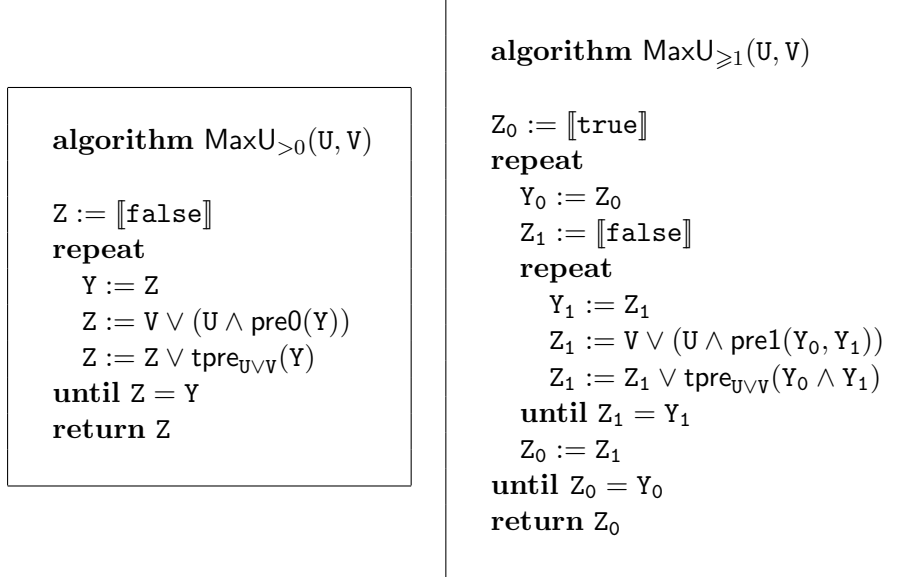 algorithm MaxU>0(U, V)
Z := ⟦false⟧
repeat
Y := Z
Z := V ∨ (U ∧ pre0(Y))
Z := Z ∨ tpre_{U∨V}(Y)
until Z = Y
return Z
algorithm MaxU⩾1(U, V)
Z₀ := ⟦true⟧
repeat
Y₀ := Z₀
Z₁ := ⟦false⟧
repeat
Y₁ := Z₁
Z₁ := V ∨ (U ∧ pre1(Y₀, Y₁))
Z₁ := Z₁ ∨ tpre_{U∨V}(Y₀ ∧ Y₁)
until Z₁ = Y₁
Z₀ := Z₁
until Z₀ = Y₀
return Z₀